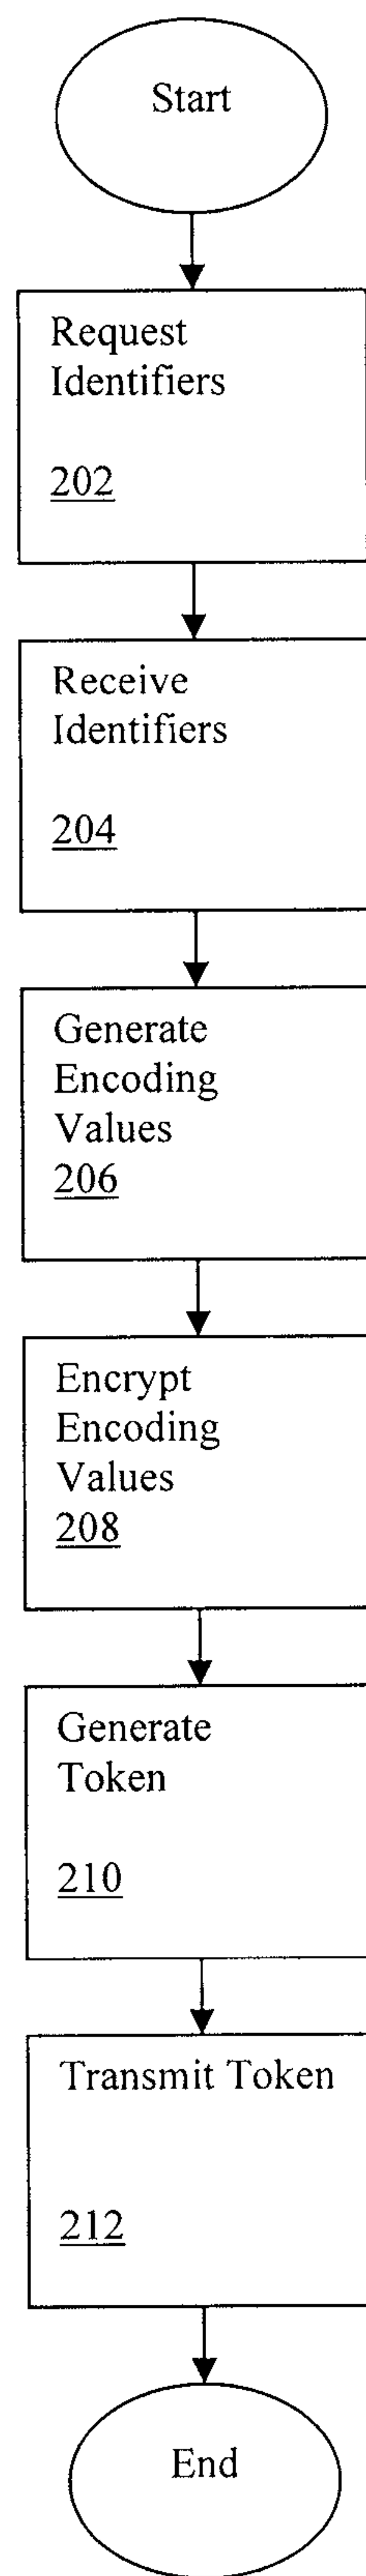 Start
Request
Identifiers
202
Receive
Identifiers
204
Generate
Encoding
Values
206
Encrypt
Encoding
Values
208
Generate
Token
210
Transmit Token
212
End